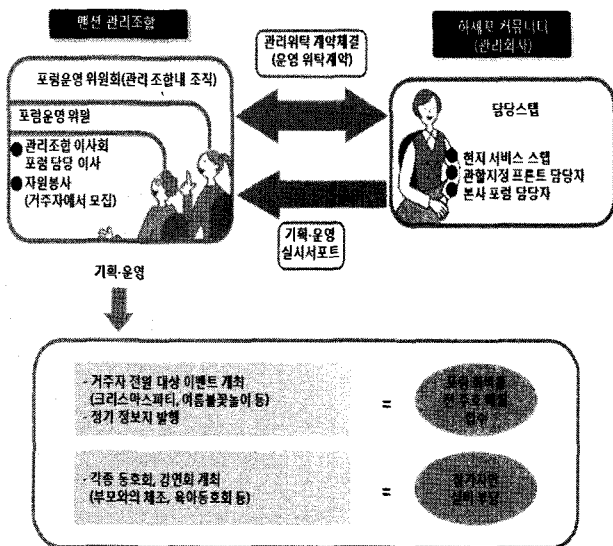 맨션 관리조합
하세코 커뮤니티
(관리회사)
관리위탁 계약체결
(운영 위탁계약)
포럼운영 위원회(관리 조합내 조직)
포럼운영 위원
● 관리조합 이사회
포럼 담당 이사
● 자원봉사
(거주자에서 모집)
담당스탭
● 현지 서비스 스탭
● 관할지정 프론트 담당자
● 본사 포럼 담당자
기획·운영
실시서포트
기획·운영
- 거주자 전원 대상 이벤트 개최
(크리스마스파티, 여름불꽃놀이 등)
- 정기 정보지 발행
=
- 각종 동호회, 강연회 개최
(부모와의 체조, 육아동호회 등)
=
실비 부담